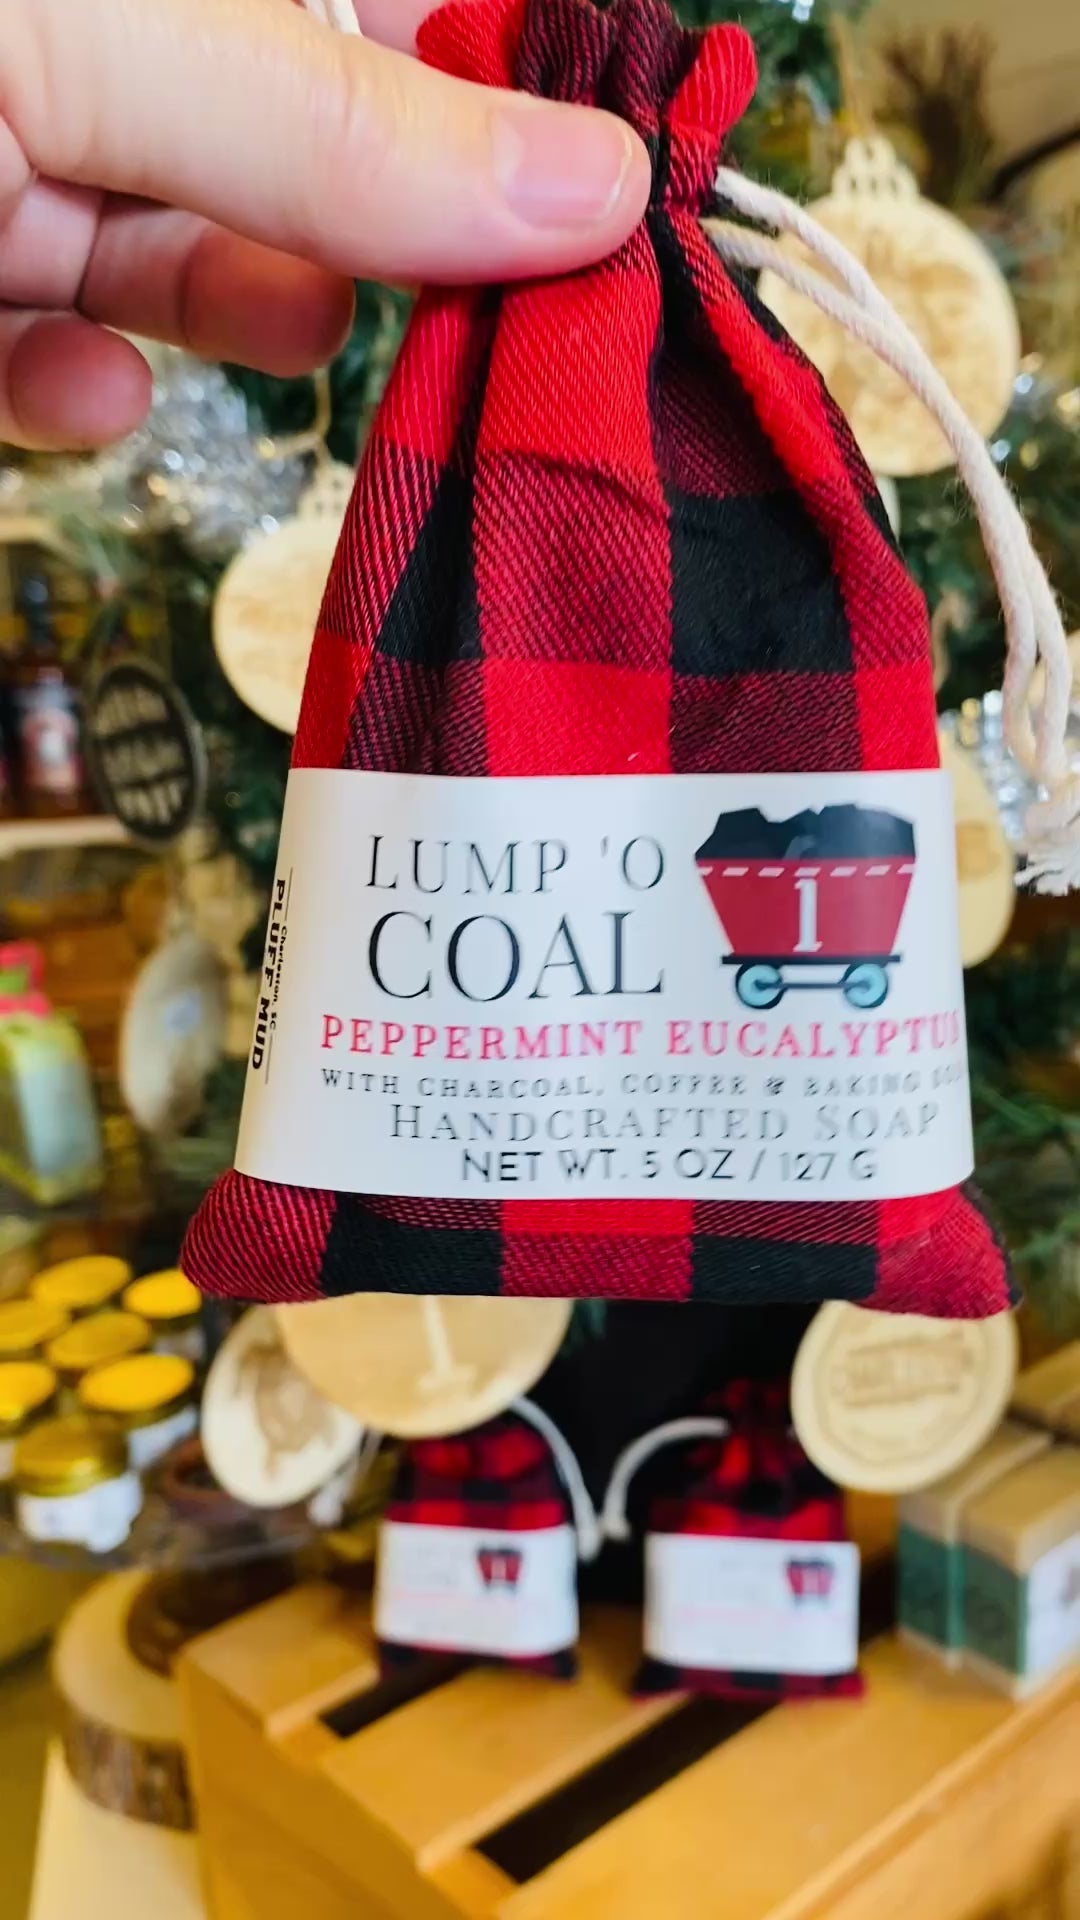 LUMP 'O
COAL
1
PEPPERMINT EUCALYPTUS
WITH CHARCOAL, COFFEE & BAKING
HANDCRAFTED SOAP
NET WT. 5 OZ / 127 G
Charleston, SC
PLUFF MUD